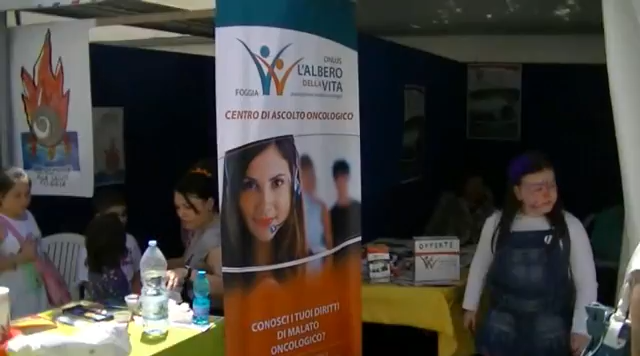 ONLUS
L'ALBERO
DELLA VITA
FOGGIA
CENTRO DI ASCOLTO ONCOLOGICO
CONOSCI I TUOI DIRITTI
DI MALATO
ONCOLOGICO?
OFFERTE